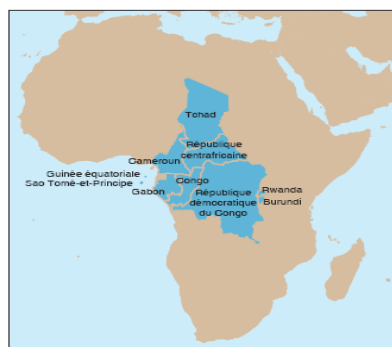 Tchad
République
centrafricaine
Cameroun
Guinée équatoriale
Sao Tomé-et-Principe
Congo
Gabon
République
démocratique
du Congo
Rwanda
Burundi